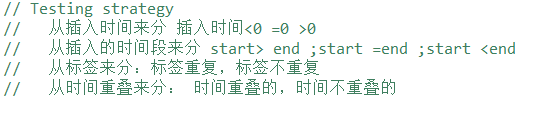 // Testing strategy
//   从插入时间来分 插入时间<0 =0 >0
//   从插入的时间段来分 start> end ;start =end ;start <end
//   从标签来分：标签重复，标签不重复
//   从时间重叠来分： 时间重叠的，时间不重叠的